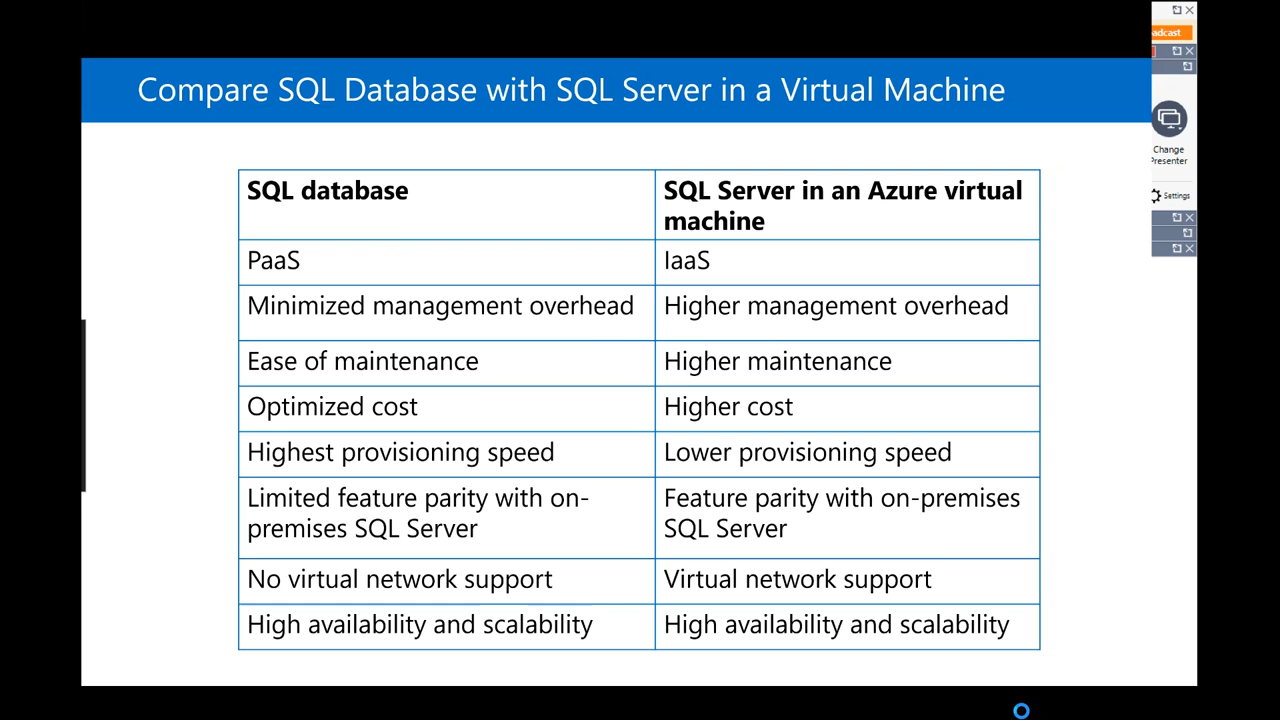 Compare SQL Database with SQL Server in a Virtual Machine
SQL database
SQL Server in an Azure virtual
machine
PaaS
IaaS
Minimized management overhead
Higher management overhead
Ease of maintenance
Higher maintenance
Optimized cost
Higher cost
Highest provisioning speed
Lower provisioning speed
Limited feature parity with on-
premises SQL Server
Feature parity with on-premises
SQL Server
No virtual network support
Virtual network support
High availability and scalability
High availability and scalability
adcast
Change
Presenter
Settings